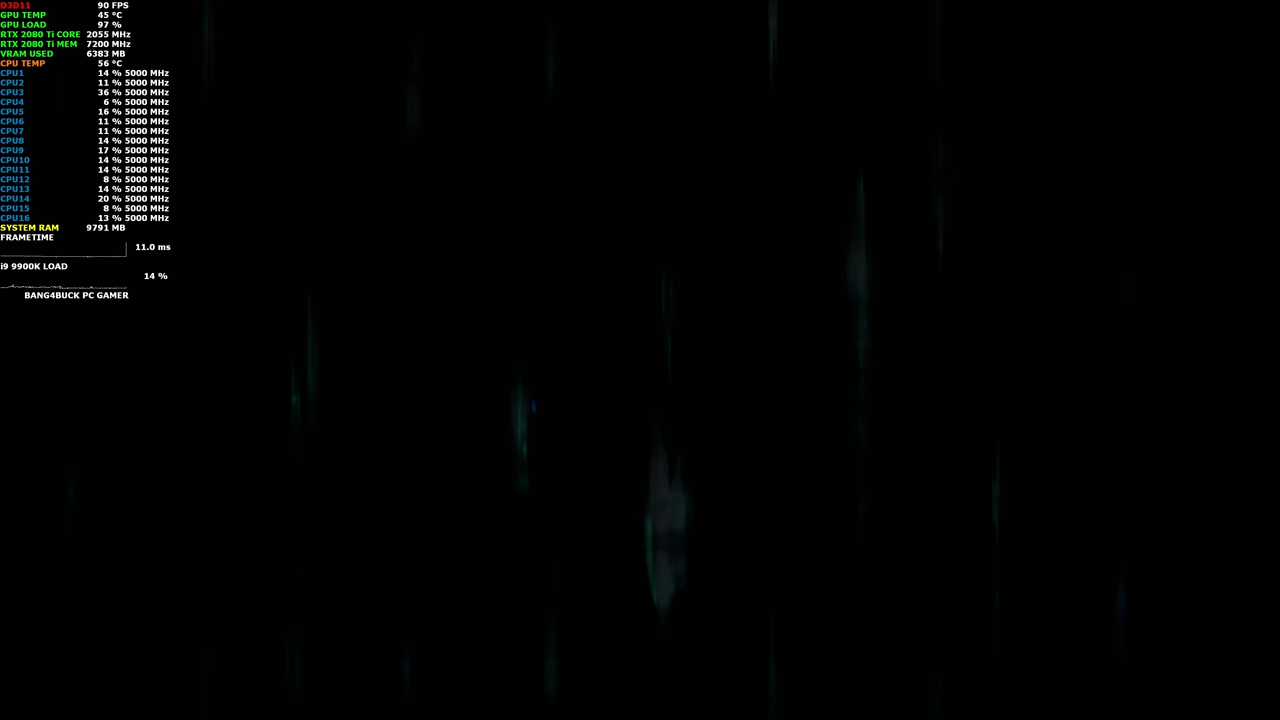 D3D11 90 FPS
GPU TEMP 45 °C
GPU LOAD 97 %
RTX 2080 Ti CORE 2055 MHz
RTX 2080 Ti MEM 7200 MHz
VRAM USED 6383 MB
CPU TEMP 56 °C
CPU1 14 % 5000 MHz
CPU2 11 % 5000 MHz
CPU3 36 % 5000 MHz
CPU4 6 % 5000 MHz
CPU5 16 % 5000 MHz
CPU6 11 % 5000 MHz
CPU7 11 % 5000 MHz
CPU8 14 % 5000 MHz
CPU9 17 % 5000 MHz
CPU10 14 % 5000 MHz
CPU11 14 % 5000 MHz
CPU12 8 % 5000 MHz
CPU13 14 % 5000 MHz
CPU14 20 % 5000 MHz
CPU15 8 % 5000 MHz
CPU16 13 % 5000 MHz
SYSTEM RAM 9791 MB
FRAMETIME
11.0 ms
i9 9900K LOAD
14 %
BANG4BUCK PC GAMER